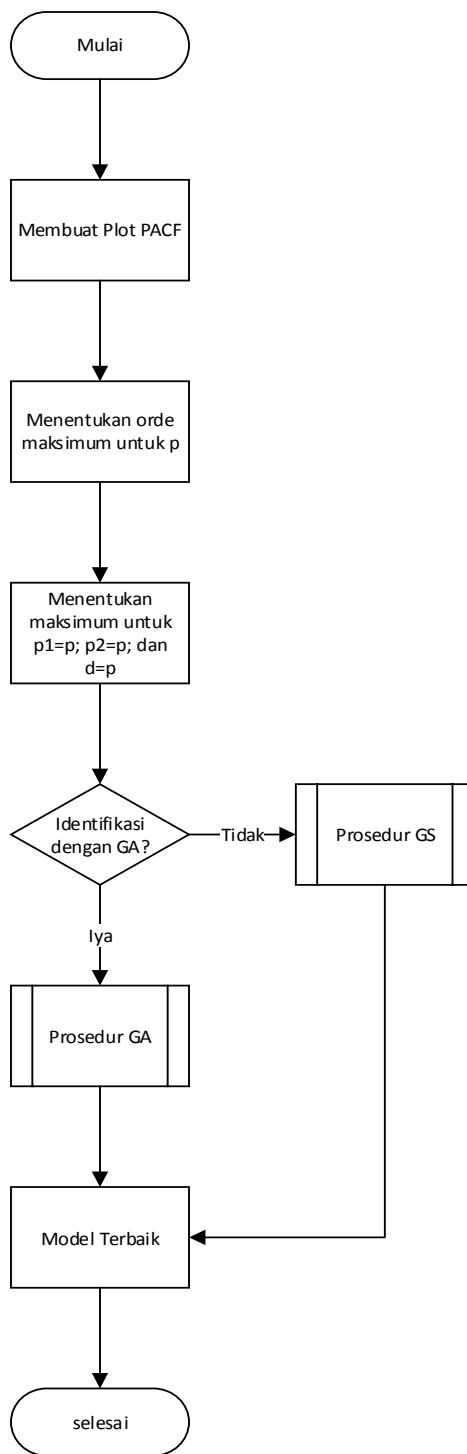 Mulai
Membuat Plot PACF
Menentukan orde
maksimum untuk p
Menentukan
maksimum untuk
p1=p; p2=p; dan
d=p
Identifikasi
dengan GA?
Tidak
Prosedur GS
Iya
Prosedur GA
Model Terbaik
selesai